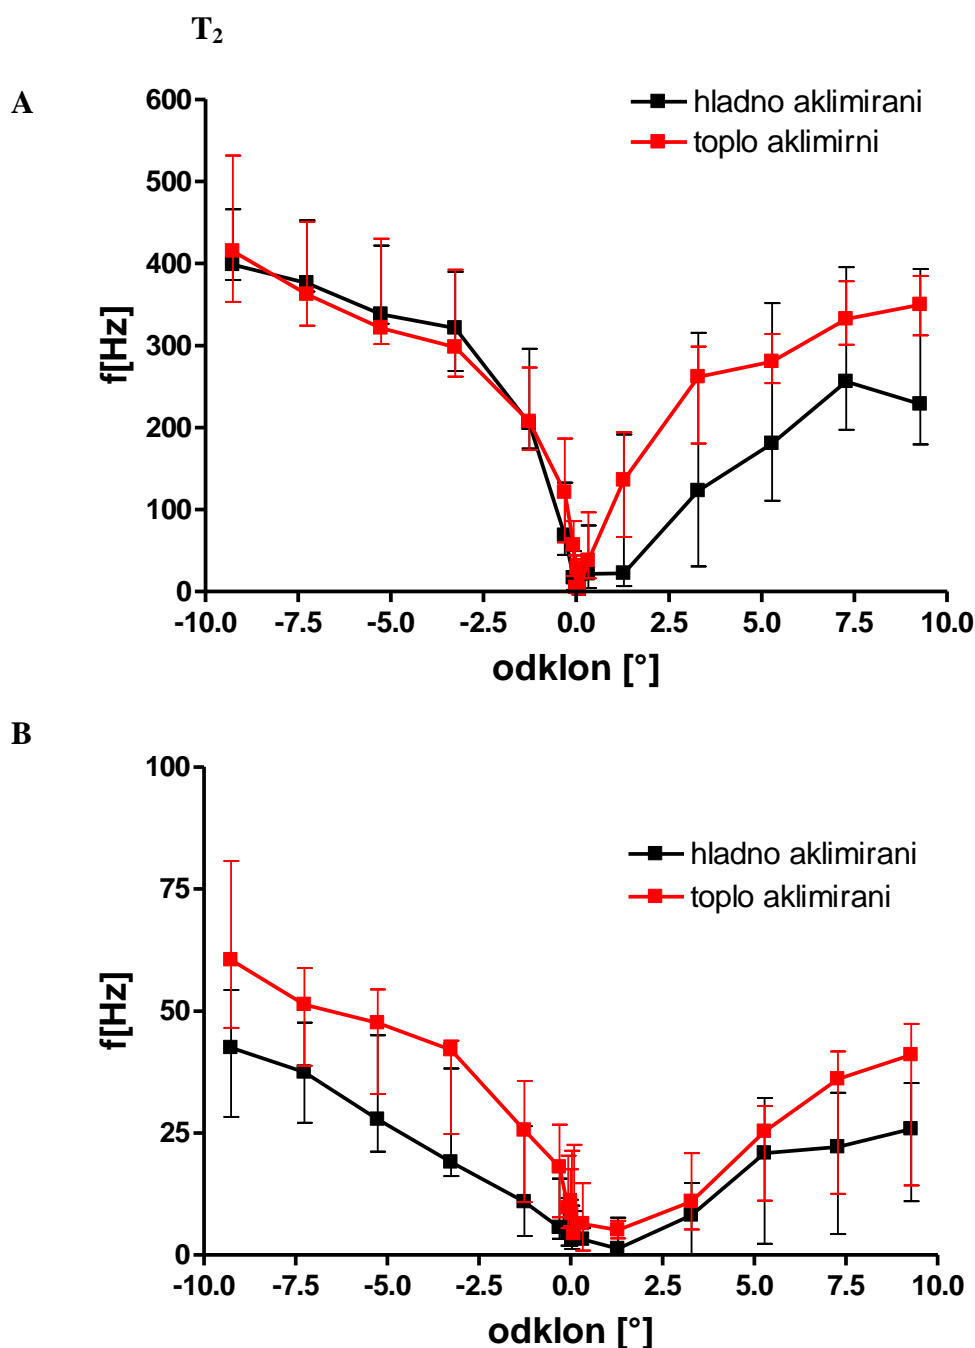 T2
A
600
500
400
300
200
100
0
f[Hz]
hladno aklimirani
toplo aklimirni
-10.0 -7.5 -5.0 -2.5 0.0 2.5 5.0 7.5 10.0
odklon [°]
B
100
75
50
25
0
f[Hz]
hladno aklimirani
toplo aklimirani
-10.0 -7.5 -5.0 -2.5 0.0 2.5 5.0 7.5 10.0
odklon [°]